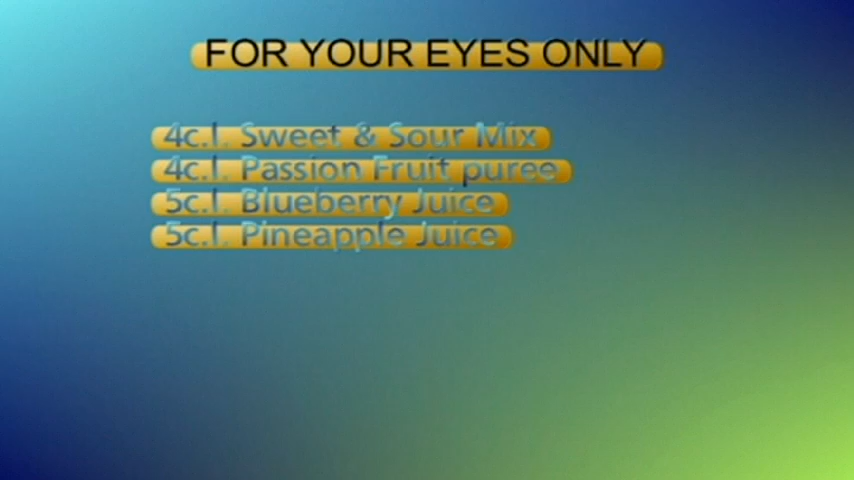 FOR YOUR EYES ONLY
4c.l. Sweet & Sour Mix
4c.l. Passion Fruit puree
5c.l. Blueberry Juice
5c.l. Pineapple Juice